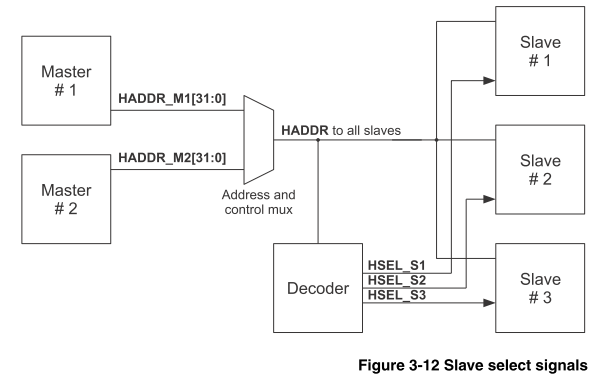 Master
# 1
HADDR_M1[31:0]
Master
# 2
HADDR_M2[31:0]
Address and
control mux
HADDR to all slaves
Decoder
HSEL_S1
HSEL_S2
HSEL_S3
Slave
# 1
Slave
# 2
Slave
# 3
Figure 3-12 Slave select signals